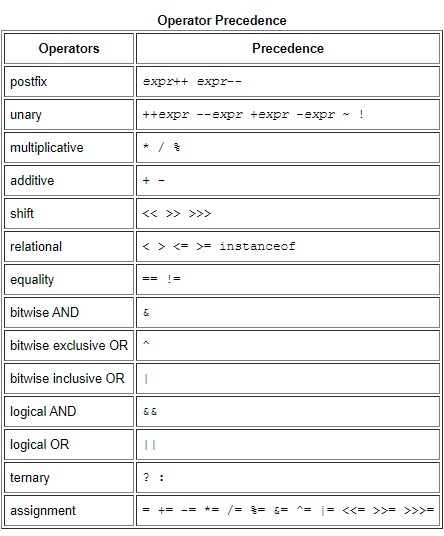 Operator Precedence
Operators Precedence
postfix expr++ expr--
unary ++expr --expr +expr -expr ~ !
multiplicative * / %
additive + -
shift << >> >>>
relational < > <= >= instanceof
equality == !=
bitwise AND &
bitwise exclusive OR ^
bitwise inclusive OR |
logical AND &&
logical OR ||
ternary ? :
assignment = += -= *= /= %= &= ^= |= <<= >>= >>>=